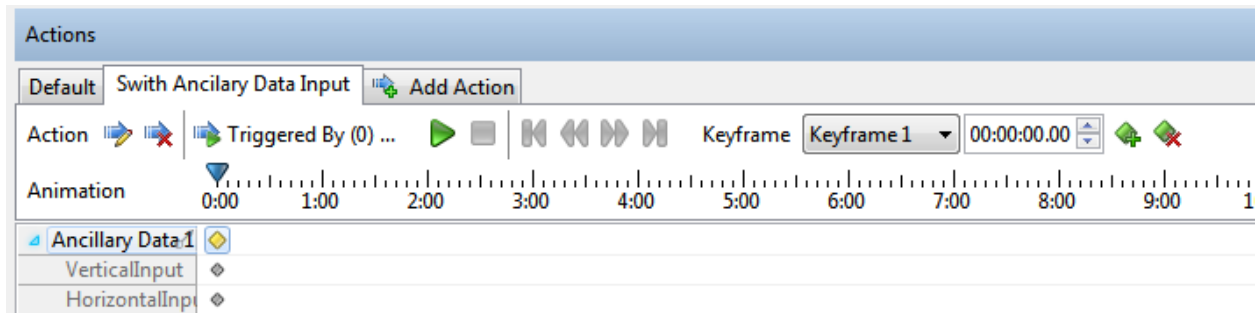 Actions
Default Swith Ancilary Data Input Add Action
Action Triggered By (0) ... Keyframe Keyframe 1 00:00:00.00
Animation 0:00 1:00 2:00 3:00 4:00 5:00 6:00 7:00 8:00 9:00 1
Ancillary Data 1
VerticalInput
HorizontalInpu